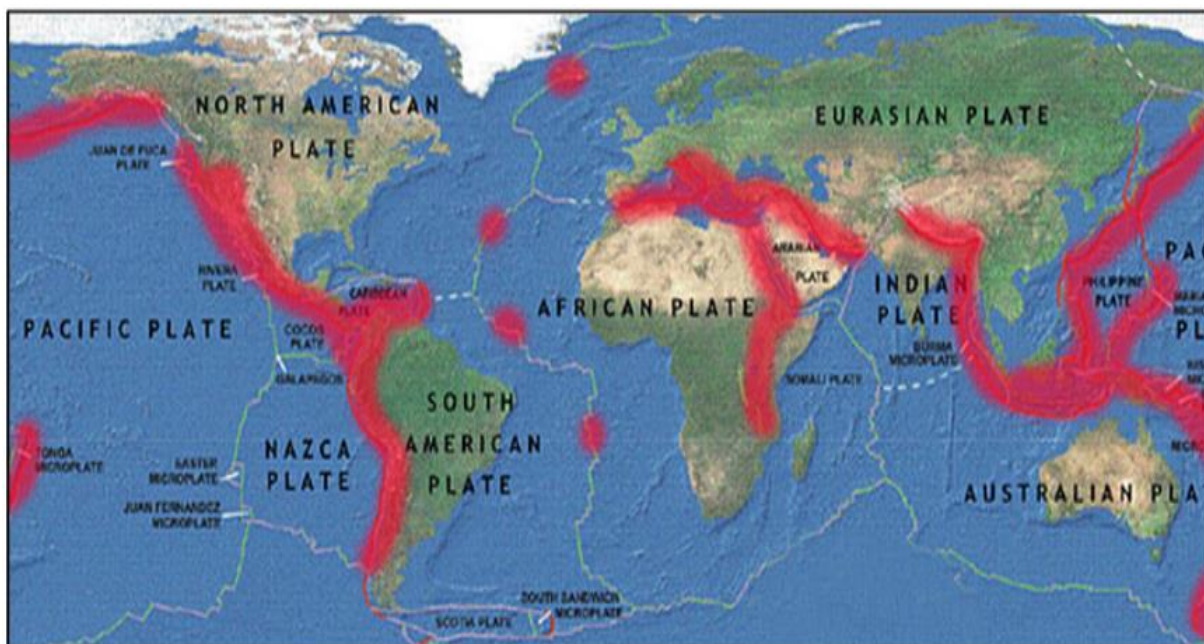 NORTH AMERICAN
PLATE
EURASIAN PLATE
JUAN DE FUCA
PLATE
ARABIAN
PLATE
RIVERA
PLATE
CARIBBEAN
PLATE
AFRICAN PLATE
INDIAN
PLATE
PHILIPPINE
PLATE
PAC
PL
PACIFIC PLATE
COCOS
PLATE
BURMA
MICROPLATE
GALAPAGOS
SOMALI PLATE
SOUTH
AMERICAN
PLATE
NAZCA
PLATE
TONGA
MICROPLATE
EASTER
MICROPLATE
JUAN FERNANDEZ
MICROPLATE
AUSTRALIAN PLA
SCOTIA PLATE
SOUTH SANDWICH
MICROPLATE